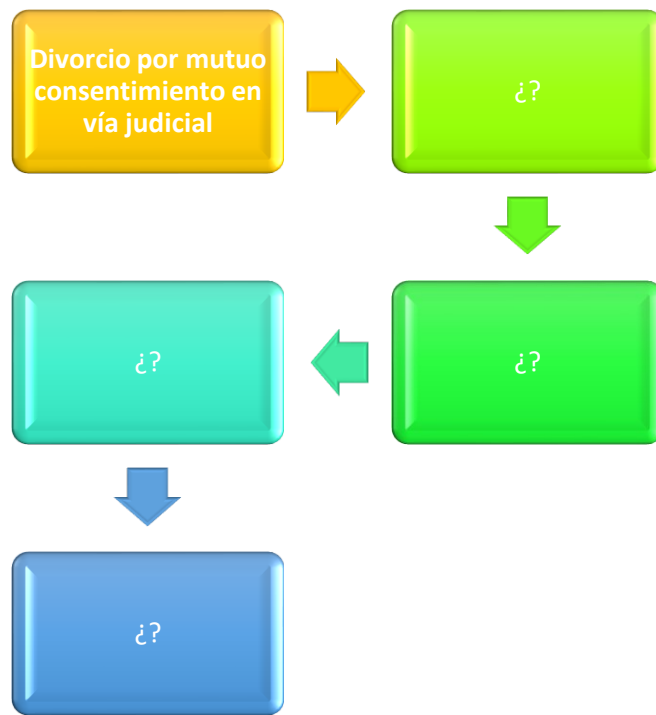 Divorcio por mutuo
consentimiento en
vía judicial
¿?
¿?
¿?
¿?